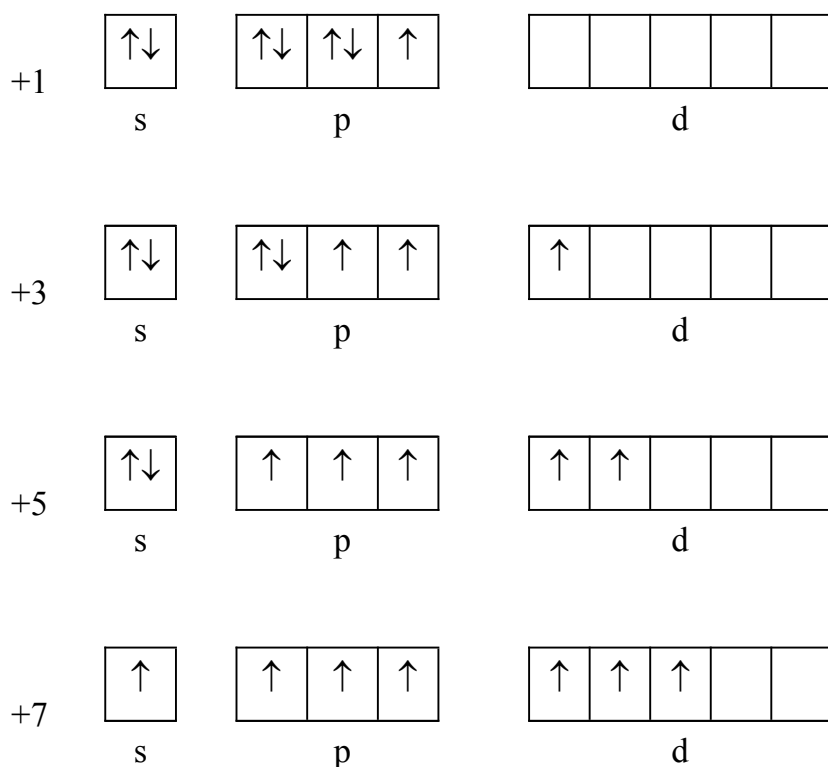 ↑↓ ↑↓ ↑↓ ↑
+1
s p d
↑↓ ↑↓ ↑ ↑ ↑
+3
s p d
↑↓ ↑ ↑ ↑ ↑ ↑
+5
s p d
↑ ↑ ↑ ↑ ↑ ↑ ↑
+7
s p d